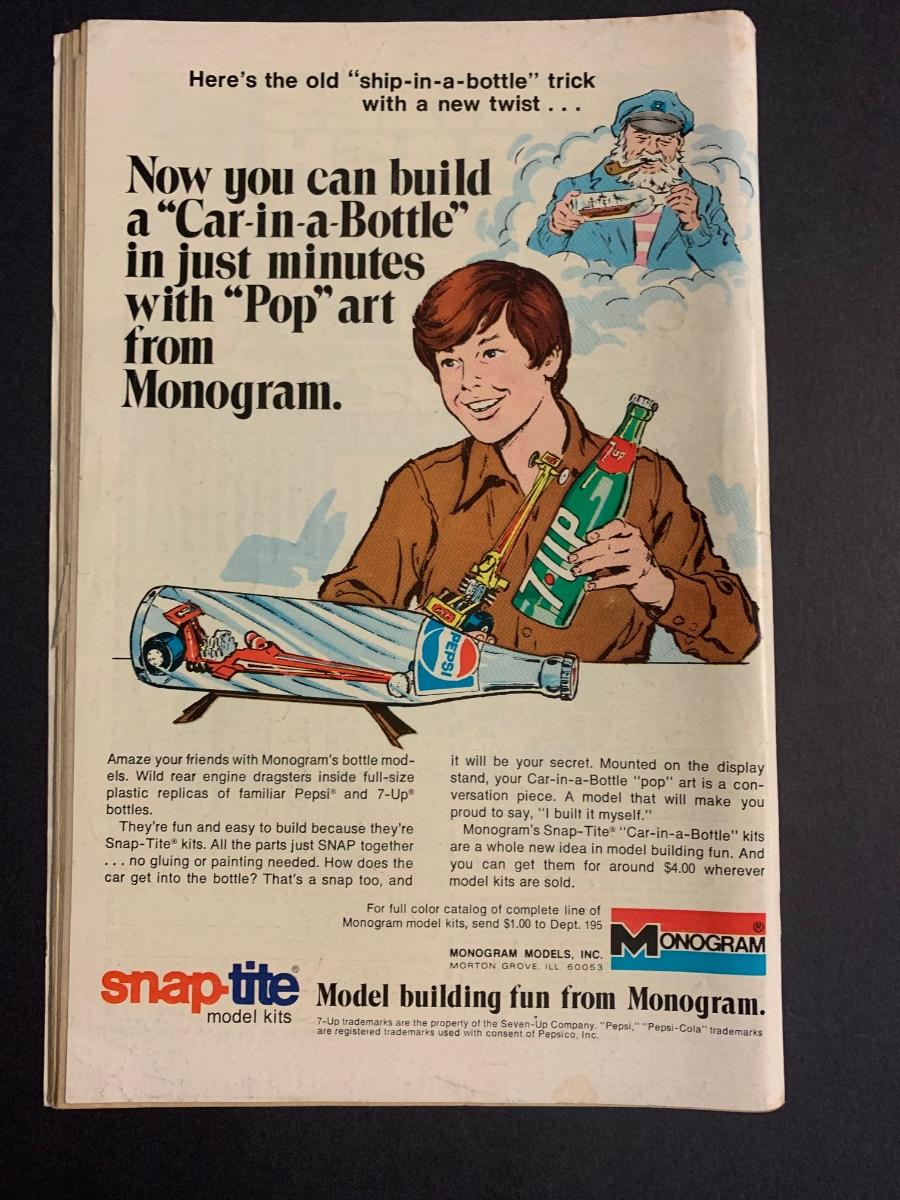 Here's the old "ship-in-a-bottle" trick
with a new twist . . .
Now you can build
a "Car-in-a-Bottle"
in just minutes
with "Pop" art
from
Monogram.
7UP
7·UP
PEPSI
Amaze your friends with Monogram's bottle mod-
els. Wild rear engine dragsters inside full-size
plastic replicas of familiar Pepsi® and 7-Up®
bottles.
They're fun and easy to build because they're
Snap-Tite® kits. All the parts just SNAP together
. . . no gluing or painting needed. How does the
car get into the bottle? That's a snap too, and
it will be your secret. Mounted on the display
stand, your Car-in-a-Bottle "pop" art is a con-
versation piece. A model that will make you
proud to say, "I built it myself."
Monogram's Snap-Tite® "Car-in-a-Bottle" kits
are a whole new idea in model building fun. And
you can get them for around $4.00 wherever
model kits are sold.
For full color catalog of complete line of
Monogram model kits, send $1.00 to Dept. 195
MONOGRAM MODELS, INC.
MORTON GROVE, ILL 60053
MONOGRAM®
snap-tite®
model kits
Model building fun from Monogram.
7-Up trademarks are the property of the Seven-Up Company. "Pepsi," "Pepsi-Cola" trademarks
are registered trademarks used with consent of Pepsico, Inc.